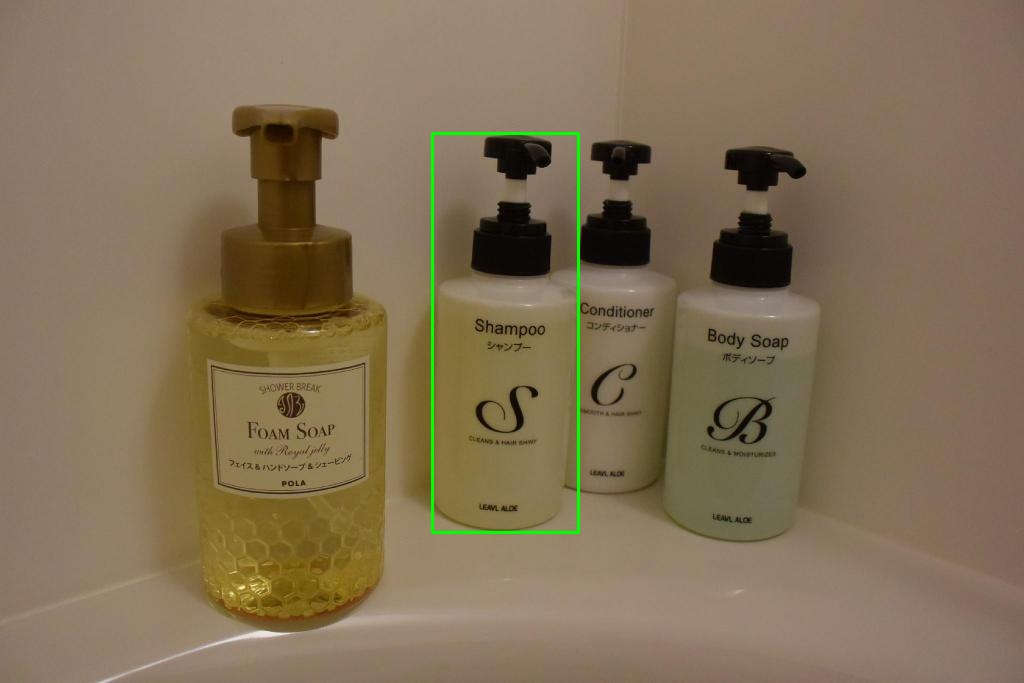 SHOWER BREAK
FOAM SOAP
with Royal jelly
フェイス & ハンドソープ & シェービング
POLA
Shampoo
シャンプー
S
CLEANS & HAIR SHINY
LEAVL ALOE
Conditioner
コンディショナー
C
SMOOTH & HAIR SHINY
LEAVL ALOE
Body Soap
ボディソープ
B
CLEANS & MOISTURIZES
LEAVL ALOE